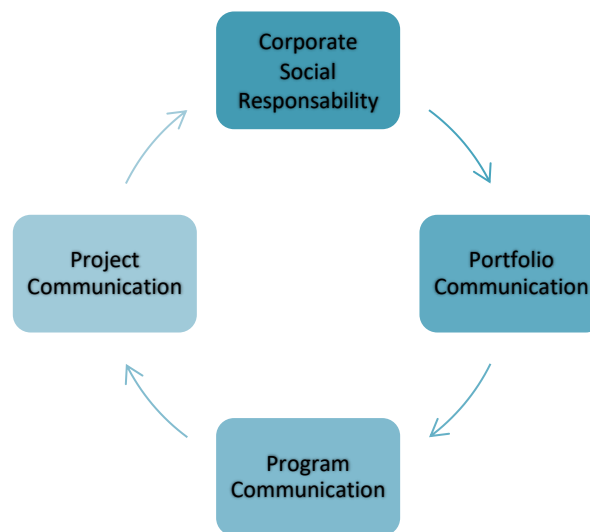 Corporate
Social
Responsability
Portfolio
Communication
Program
Communication
Project
Communication